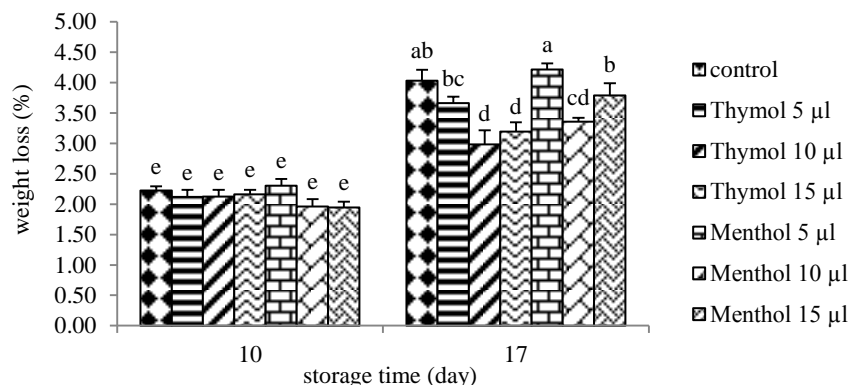 5.00
4.50
4.00
3.50
3.00
2.50
2.00
1.50
1.00
0.50
0.00
weight loss (%)
e e e e e e e
ab bc d d a cd b
10 17
storage time (day)
control
Thymol 5 µl
Thymol 10 µl
Thymol 15 µl
Menthol 5 µl
Menthol 10 µl
Menthol 15 µl